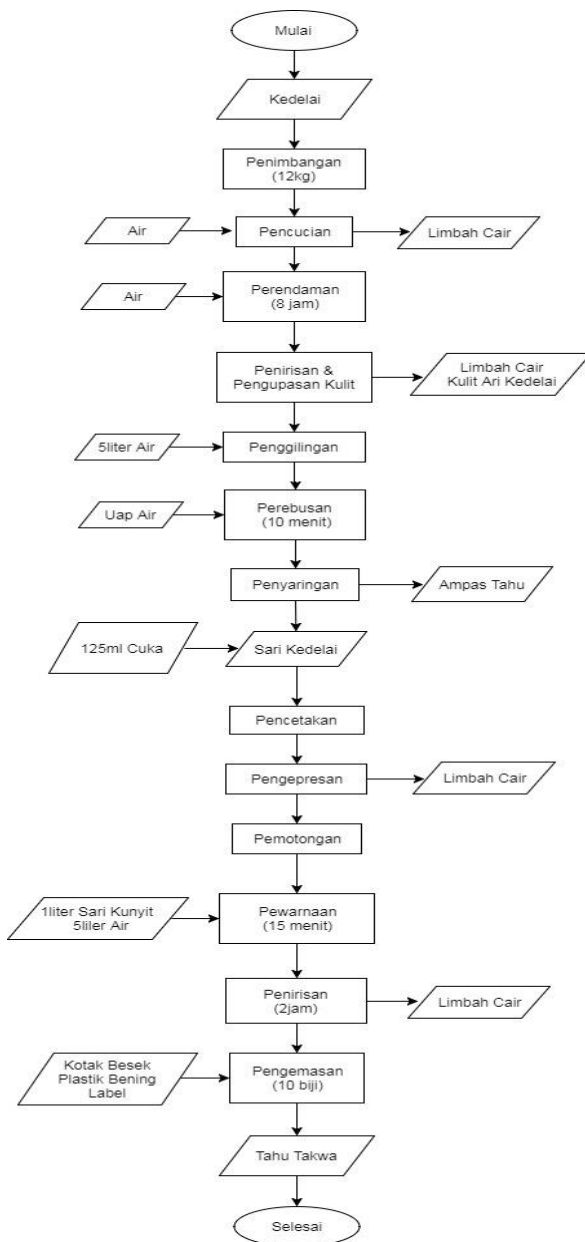 Mulai
Kedelai
Penimbangan
(12kg)
Air
Pencucian
Limbah Cair
Air
Perendaman
(8 jam)
Penirisan &
Pengupasan Kulit
Limbah Cair
Kulit Ari Kedelai
5liter Air
Penggilingan
Uap Air
Perebusan
(10 menit)
Penyaringan
Ampas Tahu
125ml Cuka
Sari Kedelai
Pencetakan
Pengepresan
Limbah Cair
Pemotongan
1liter Sari Kunyit
5liler Air
Pewarnaan
(15 menit)
Penirisan
(2jam)
Limbah Cair
Kotak Besek
Plastik Bening
Label
Pengemasan
(10 biji)
Tahu Takwa
Selesai